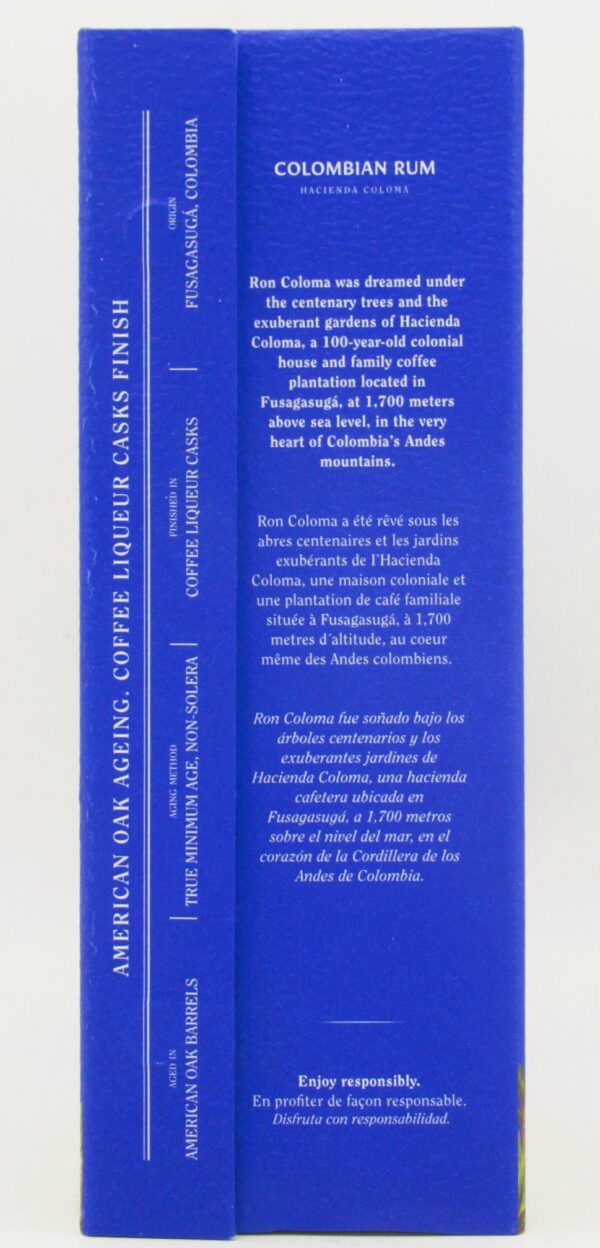 AMERICAN OAK AGEING. COFFEE LIQUEUR CASKS FINISH
AGED IN
AMERICAN OAK BARRELS
AGING METHOD
TRUE MINIMUM AGE, NON-SOLERA
FINISHED IN
COFFEE LIQUEUR CASKS
ORIGIN
FUSAGASUGÁ, COLOMBIA
COLOMBIAN RUM
HACIENDA COLOMA
Ron Coloma was dreamed under
the centenary trees and the
exuberant gardens of Hacienda
Coloma, a 100-year-old colonial
house and family coffee
plantation located in
Fusagasugá, at 1,700 meters
above sea level, in the very
heart of Colombia's Andes
mountains.
Ron Coloma a été rêvé sous les
abres centenaires et les jardins
exubérants de l'Hacienda
Coloma, une maison coloniale et
une plantation de café familiale
située à Fusagasugá, à 1,700
metres d´altitude, au coeur
même des Andes colombiens.
Ron Coloma fue soñado bajo los
árboles centenarios y los
exuberantes jardines de
Hacienda Coloma, una hacienda
cafetera ubicada en
Fusagasugá, a 1,700 metros
sobre el nivel del mar, en el
corazón de la Cordillera de los
Andes de Colombia.
Enjoy responsibly.
En profiter de façon responsable.
Disfruta con responsabilidad.